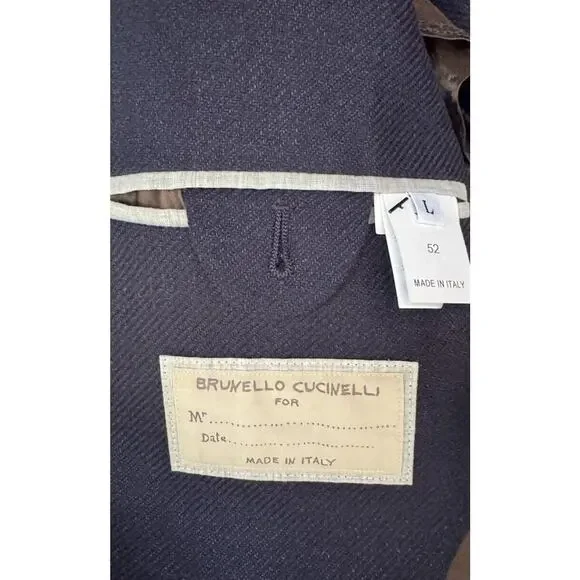 L
52
MADE IN ITALY
BRUNELLO CUCINELLI
FOR
Mr.............................
Date.........................
MADE IN ITALY